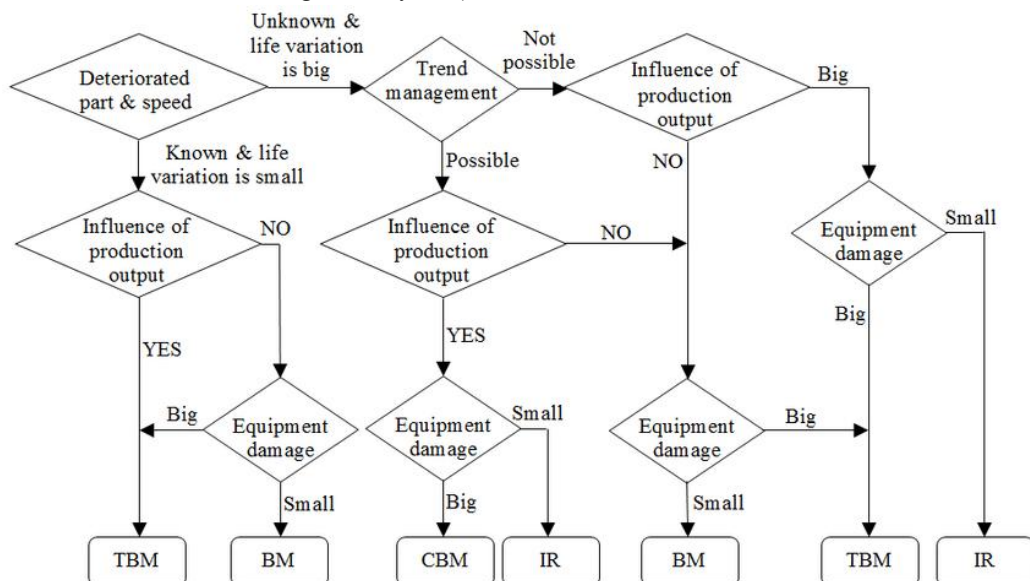 Unknown &
life variation
is big
Deteriorated
part & speed
Trend
management
Not
possible
Influence of
production
output
Big
Known & life
variation is small
Possible
NO
Influence of
production
output
NO
Influence of
production
output
NO
Equipment
damage
Small
YES
YES
Big
Big
Equipment
damage
Equipment
damage
Small
Equipment
damage
Big
Small
Big
Small
TBM
BM
CBM
IR
BM
TBM
IR